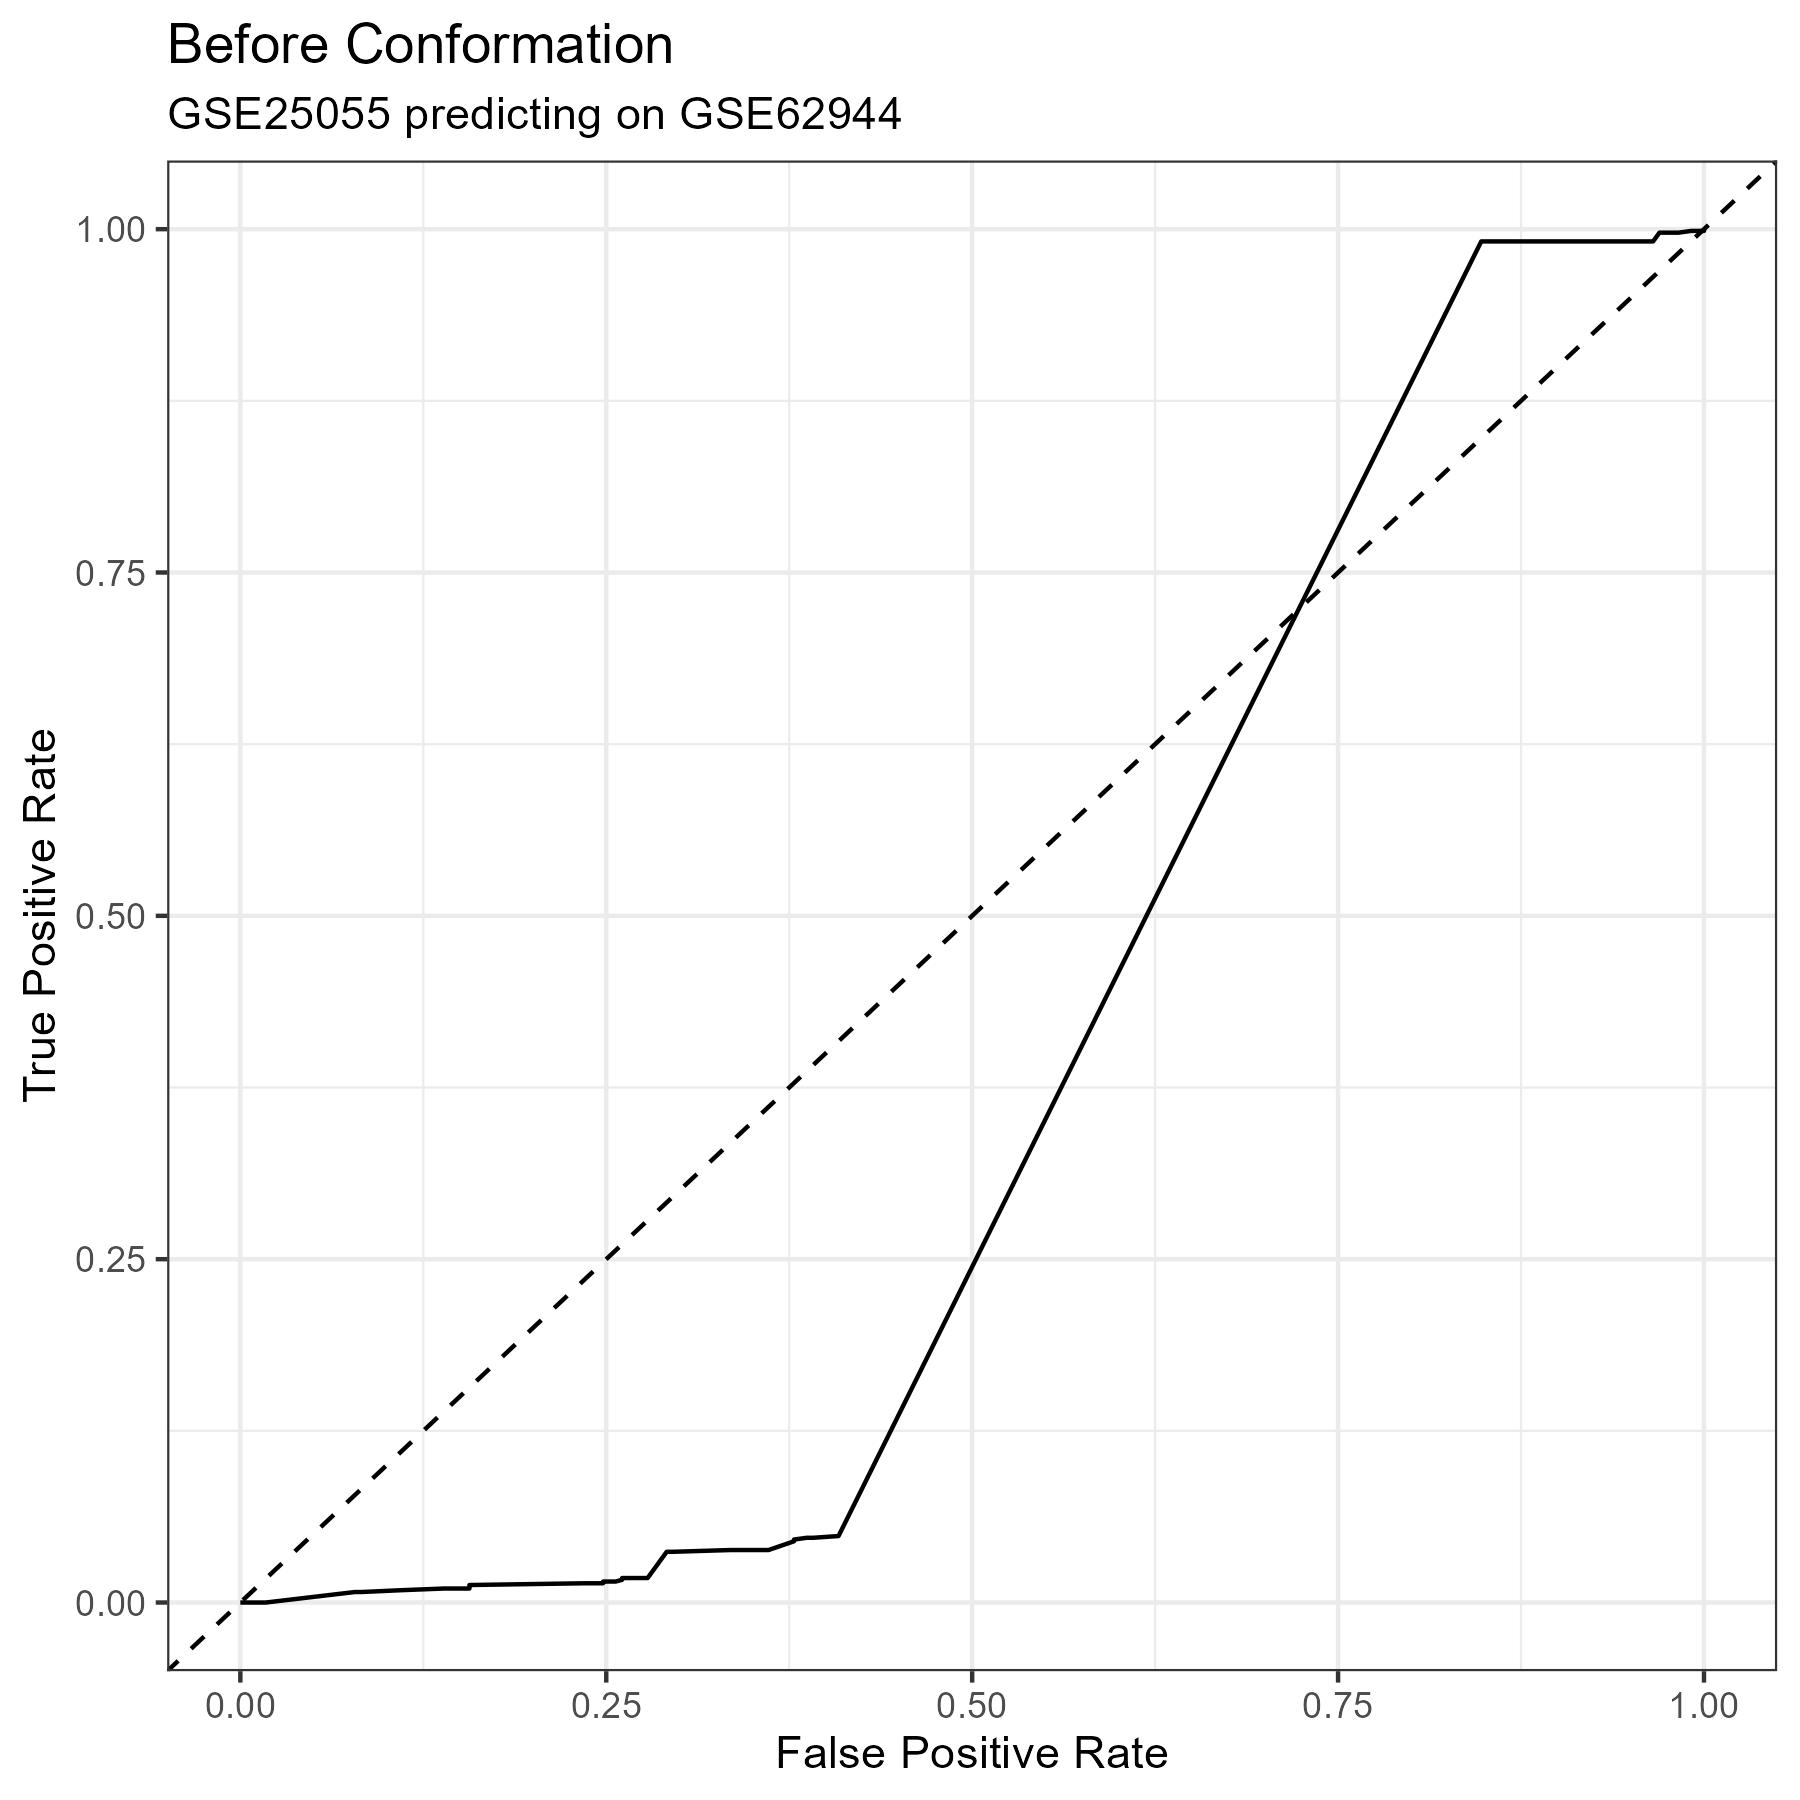 Before Conformation
GSE25055 predicting on GSE62944
True Positive Rate
1.00
0.75
0.50
0.25
0.00
0.00 0.25 0.50 0.75 1.00
False Positive Rate